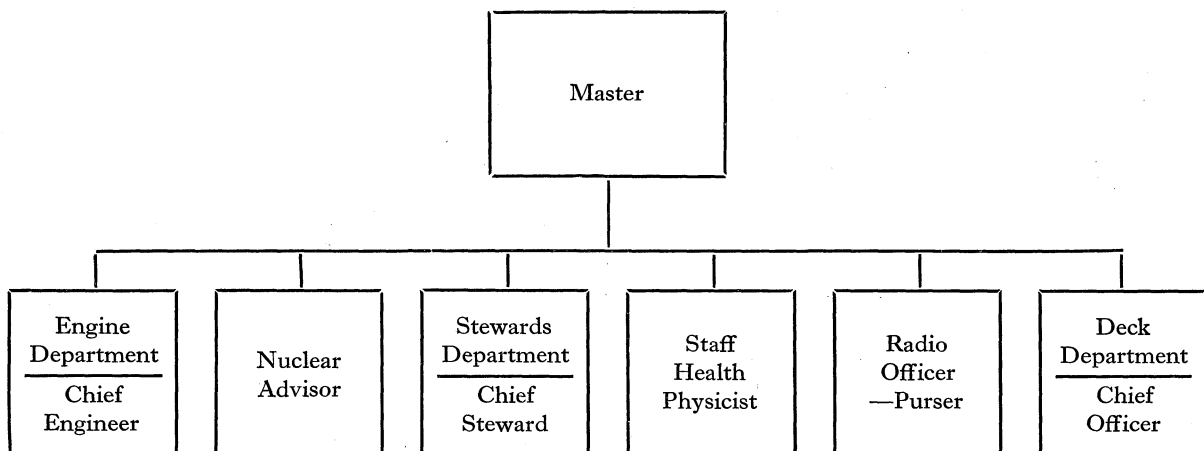 Master
Engine
Department
Chief
Engineer
Nuclear
Advisor
Stewards
Department
Chief
Steward
Staff
Health
Physicist
Radio
Officer
—Purser
Deck
Department
Chief
Officer